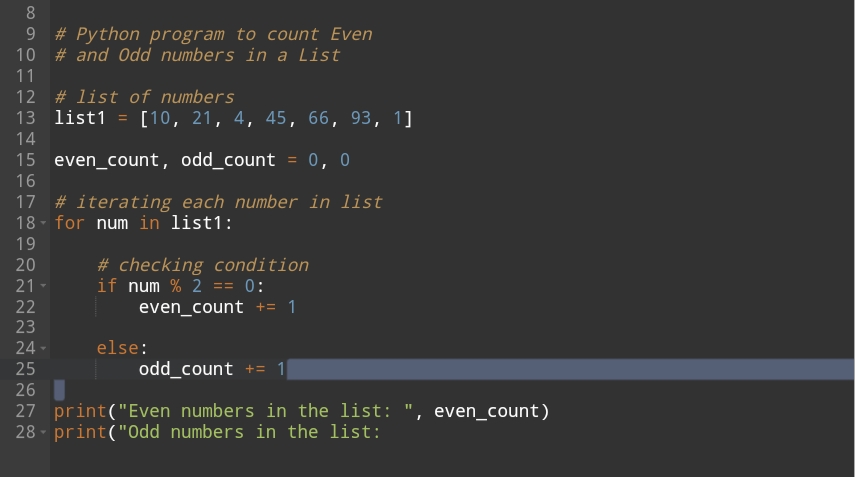 8
9 # Python program to count Even
10 # and Odd numbers in a List
11
12 # list of numbers
13 list1 = [10, 21, 4, 45, 66, 93, 1]
14
15 even_count, odd_count = 0, 0
16
17 # iterating each number in list
18 for num in list1:
19
20     # checking condition
21     if num % 2 == 0:
22         even_count += 1
23
24     else:
25         odd_count += 1
26
27 print("Even numbers in the list: ", even_count)
28 print("Odd numbers in the list: